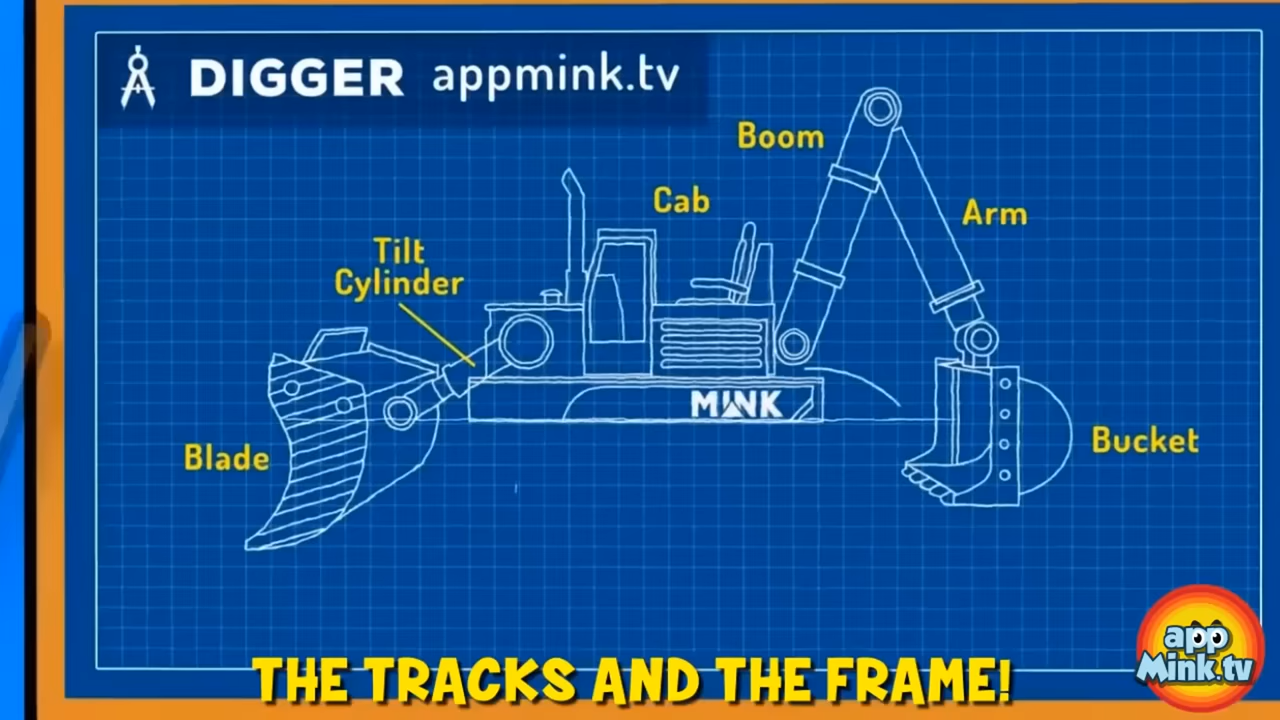 DIGGER appmink.tv
Boom
Cab
Arm
Tilt
Cylinder
MINK
Blade
Bucket
THE TRACKS AND THE FRAME!
app
Mink.tv